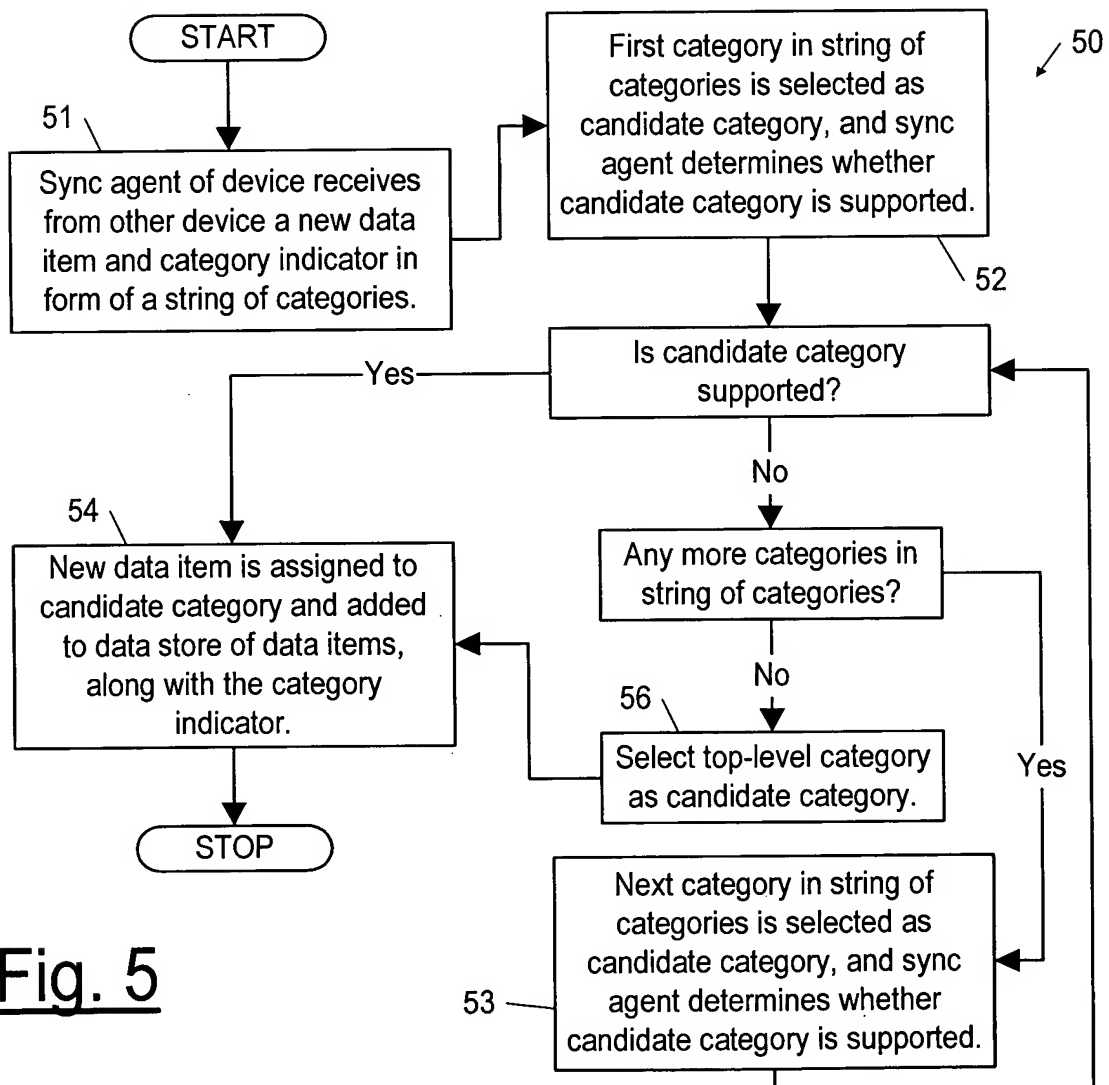 START
51
Sync agent of device receives
from other device a new data
item and category indicator in
form of a string of categories.
First category in string of
categories is selected as
candidate category, and sync
agent determines whether
candidate category is supported.
50
52
Is candidate category
supported?
Yes
No
54
New data item is assigned to
candidate category and added
to data store of data items,
along with the category
indicator.
Any more categories in
string of categories?
No
Yes
56
Select top-level category
as candidate category.
STOP
Next category in string of
categories is selected as
candidate category, and sync
agent determines whether
candidate category is supported.
53
Fig. 5